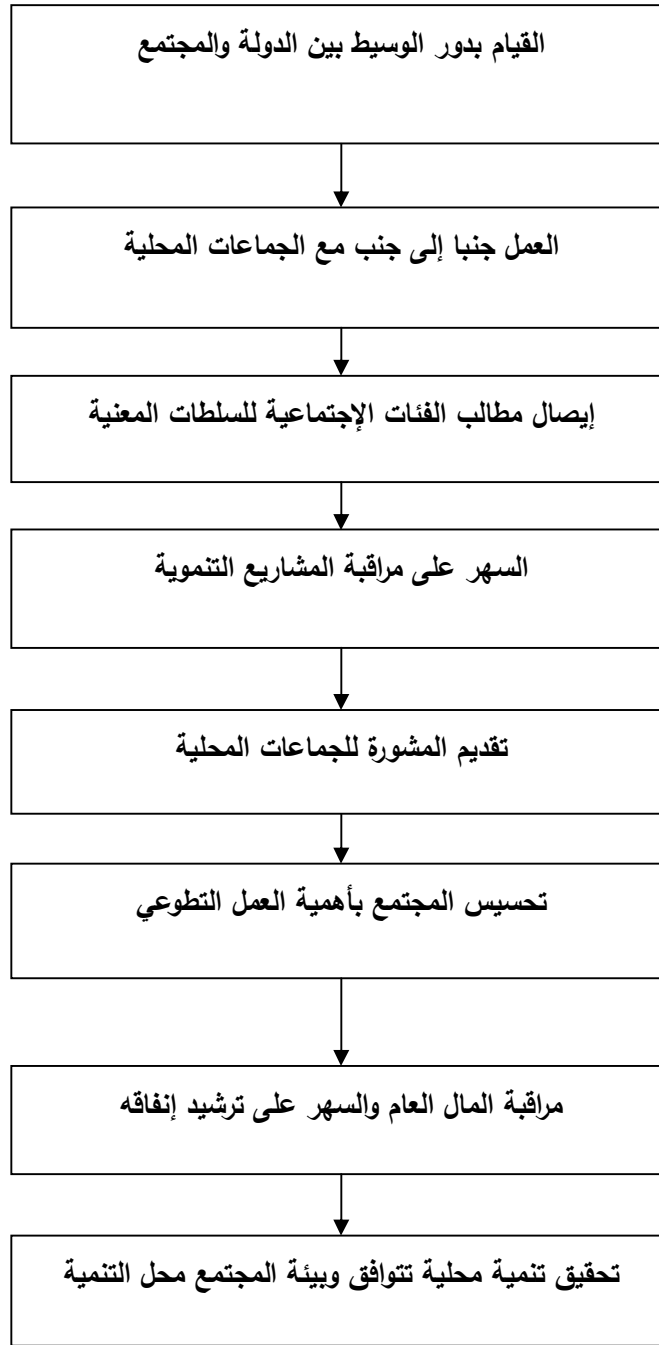 القيام بدور الوسيط بين الدولة والمجتمع
العمل جنبا إلى جنب مع الجماعات المحلية
إيصال مطالب الفئات الإجتماعية للسلطات المعنية
السهر على مراقبة المشاريع التنموية
تقديم المشورة للجماعات المحلية
تحسيس المجتمع بأهمية العمل التطوعي
مراقبة المال العام والسهر على ترشيد إنفاقه
تحقيق تنمية محلية تتوافق وبيئة المجتمع محل التنمية